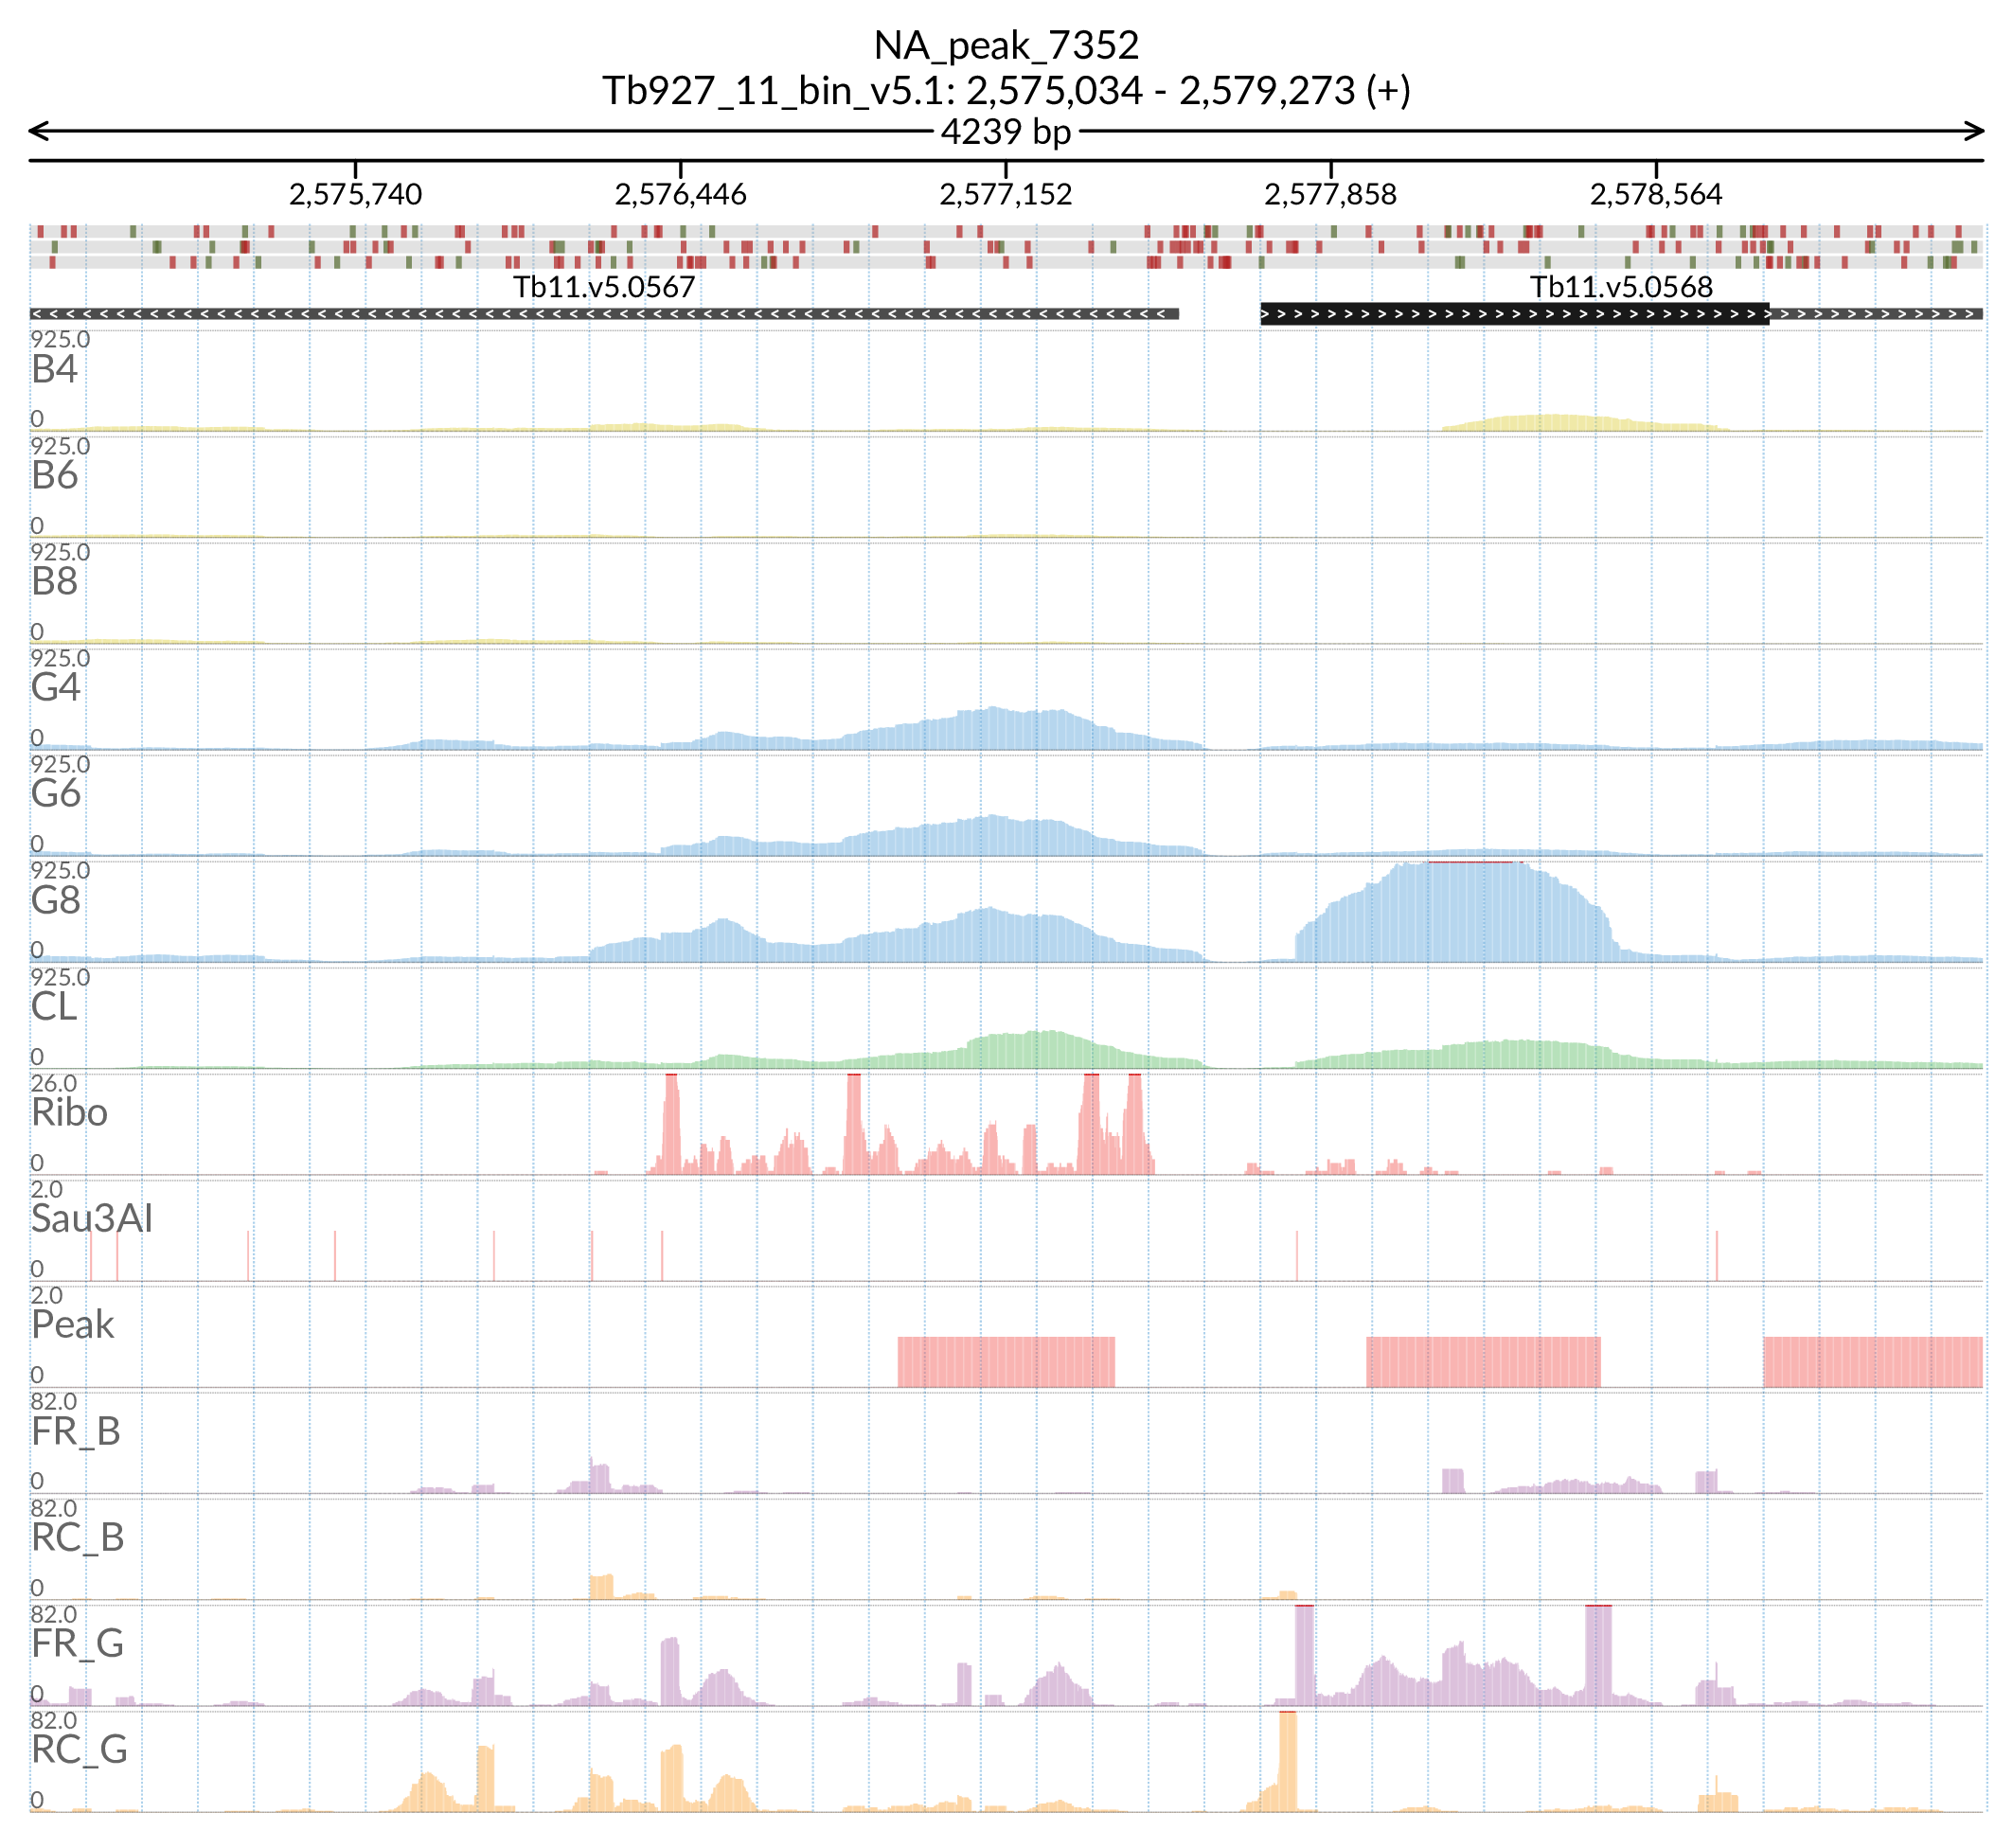 NA_peak_7352
Tb927_11_bin_v5.1: 2,575,034 - 2,579,273 (+)
4239 bp
2,575,740 2,576,446 2,577,152 2,577,858 2,578,564
Tb11.v5.0567 Tb11.v5.0568
925.0
B4
0
925.0
B6
0
925.0
B8
0
925.0
G4
0
925.0
G6
0
925.0
G8
0
925.0
CL
0
26.0
Ribo
0
2.0
Sau3AI
0
2.0
Peak
0
82.0
FR_B
0
82.0
RC_B
0
82.0
FR_G
0
82.0
RC_G
0